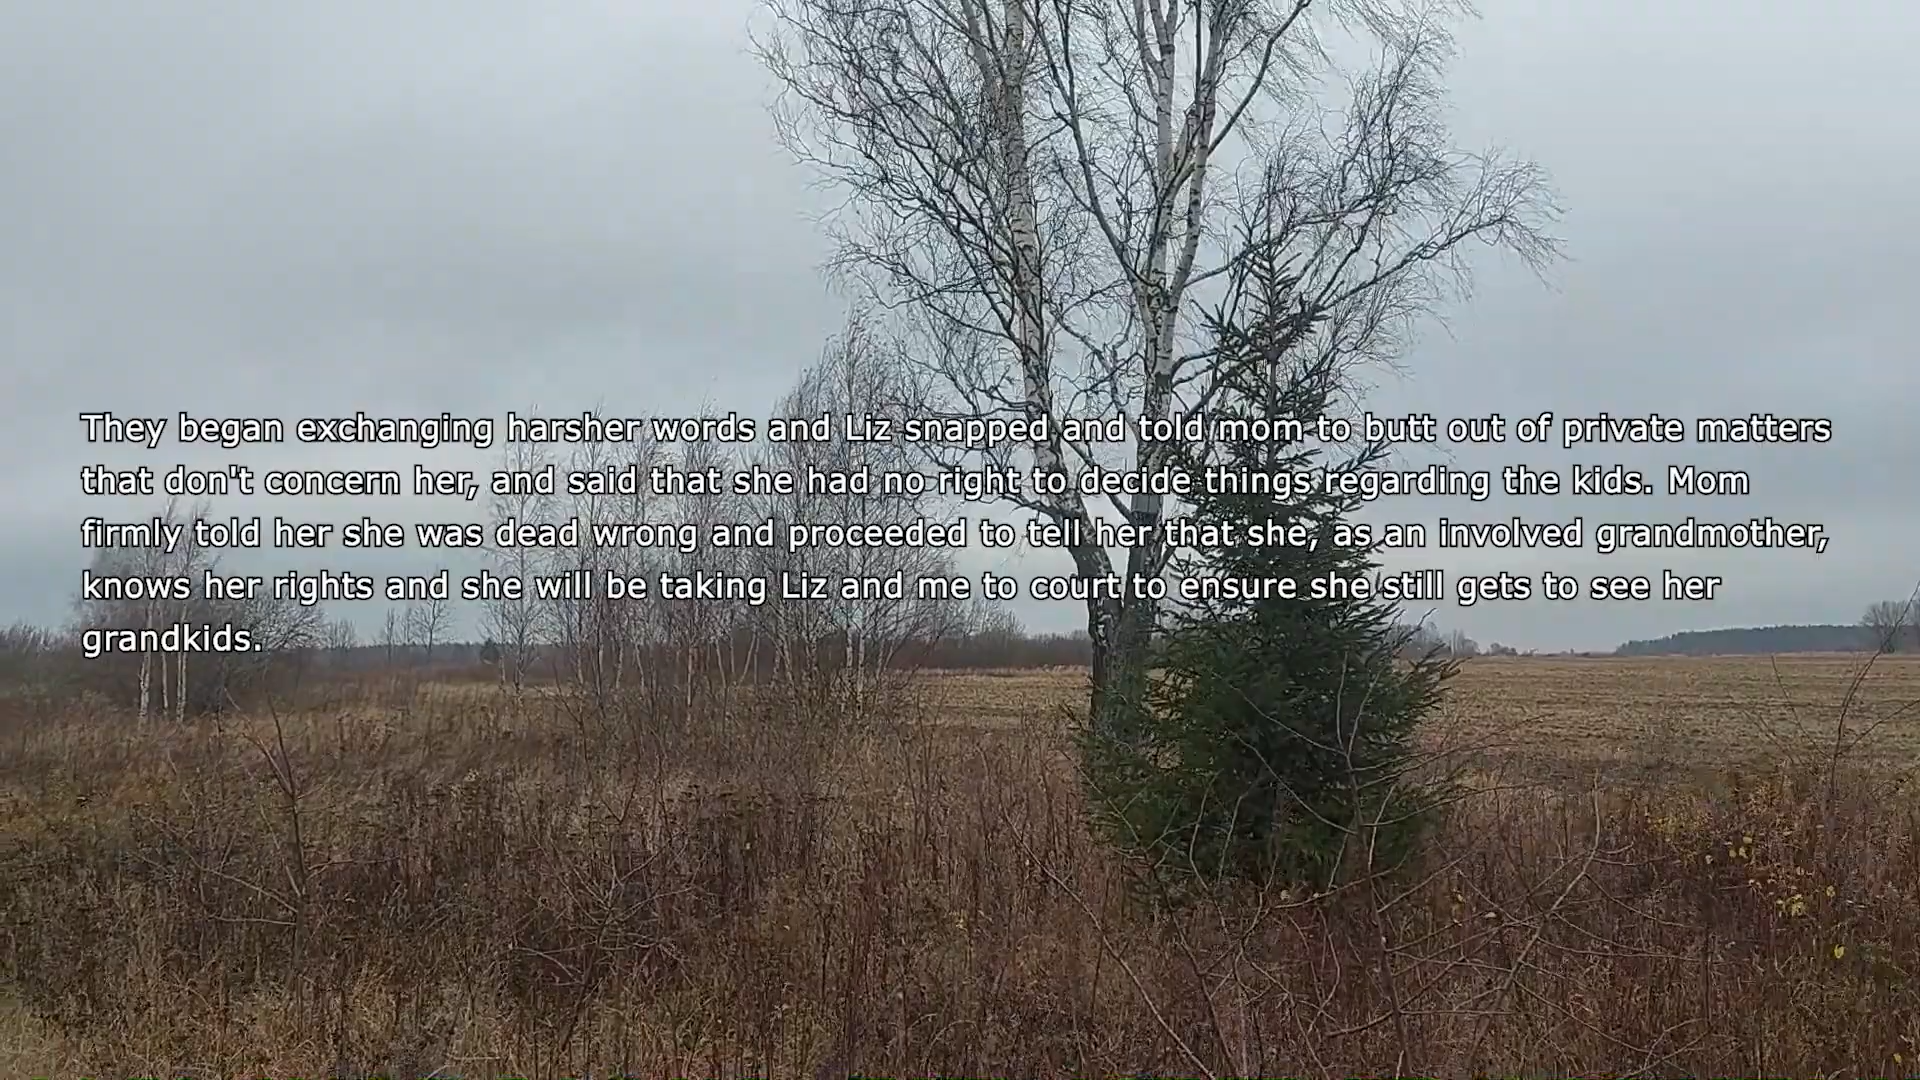 They began exchanging harsher words and Liz snapped and told mom to butt out of private matters
that don't concern her, and said that she had no right to decide things regarding the kids. Mom
firmly told her she was dead wrong and proceeded to tell her that she, as an involved grandmother,
knows her rights and she will be taking Liz and me to court to ensure she still gets to see her
grandkids.